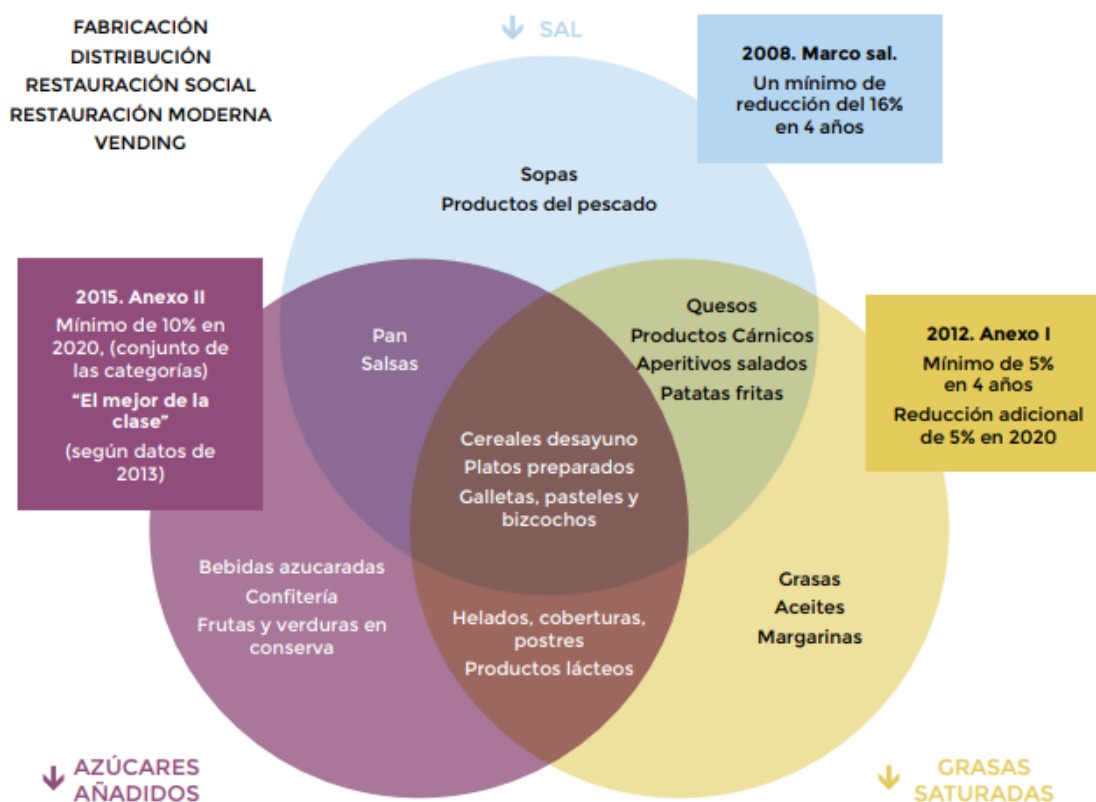 FABRICACIÓN
DISTRIBUCIÓN
RESTAURACIÓN SOCIAL
RESTAURACIÓN MODERNA
VENDING
↓ SAL
2008. Marco sal.
Un mínimo de
reducción del 16%
en 4 años
Sopas
Productos del pescado
2015. Anexo II
Mínimo de 10% en
2020, (conjunto de
las categorías)
“El mejor de la
clase”
(según datos de
2013)
Pan
Salsas
Quesos
Productos Cárnicos
Aperitivos salados
Patatas fritas
2012. Anexo I
Mínimo de 5%
en 4 años
Reducción adicional
de 5% en 2020
Cereales desayuno
Platos preparados
Galletas, pasteles y
bizcochos
Bebidas azucaradas
Confitería
Frutas y verduras en
conserva
Helados, coberturas,
postres
Productos lácteos
Grasas
Aceites
Margarinas
↓ AZÚCARES
AÑADIDOS
↓ GRASAS
SATURADAS